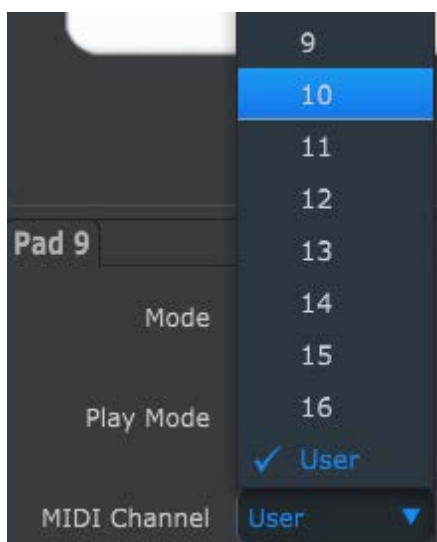 9
10
11
12
Pad 9
13
14
Mode
15
16
Play Mode
✓ User
MIDI Channel User ▼